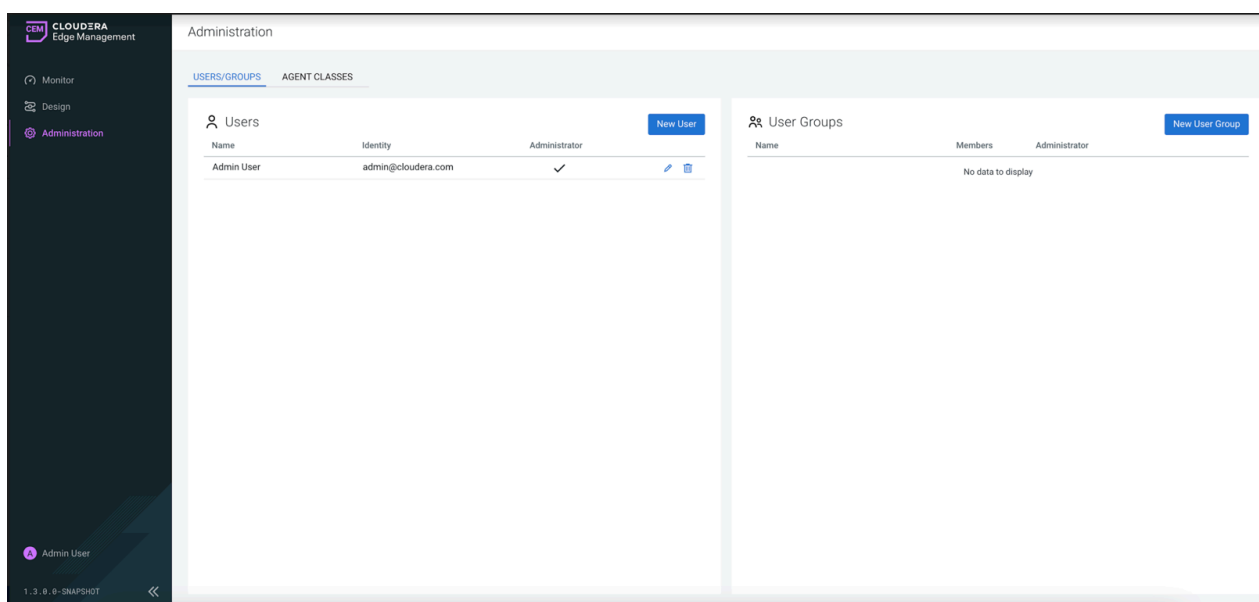 CEM
CLOUDERA
Edge Management
Monitor
Design
Administration
Admin User
1.3.0.0-SNAPSHOT
Administration
USERS/GROUPS AGENT CLASSES
Users New User
Name Identity Administrator
Admin User admin@cloudera.com
User Groups New User Group
Name Members Administrator
No data to display
A